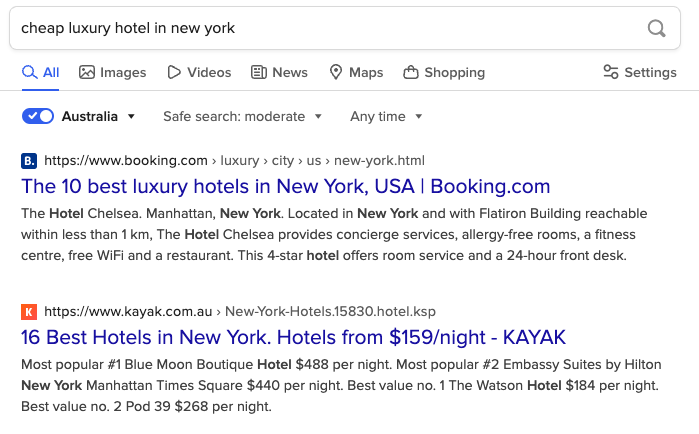 cheap luxury hotel in new york
All Images Videos News Maps Shopping Settings
Australia Safe search: moderate Any time
B. https://www.booking.com › luxury › city › us › new-york.html
The 10 best luxury hotels in New York, USA | Booking.com
The Hotel Chelsea. Manhattan, New York. Located in New York and with Flatiron Building reachable
within less than 1 km, The Hotel Chelsea provides concierge services, allergy-free rooms, a fitness
centre, free WiFi and a restaurant. This 4-star hotel offers room service and a 24-hour front desk.
K https://www.kayak.com.au › New-York-Hotels.15830.hotel.ksp
16 Best Hotels in New York. Hotels from $159/night - KAYAK
Most popular #1 Blue Moon Boutique Hotel $488 per night. Most popular #2 Embassy Suites by Hilton
New York Manhattan Times Square $440 per night. Best value no. 1 The Watson Hotel $184 per night.
Best value no. 2 Pod 39 $268 per night.